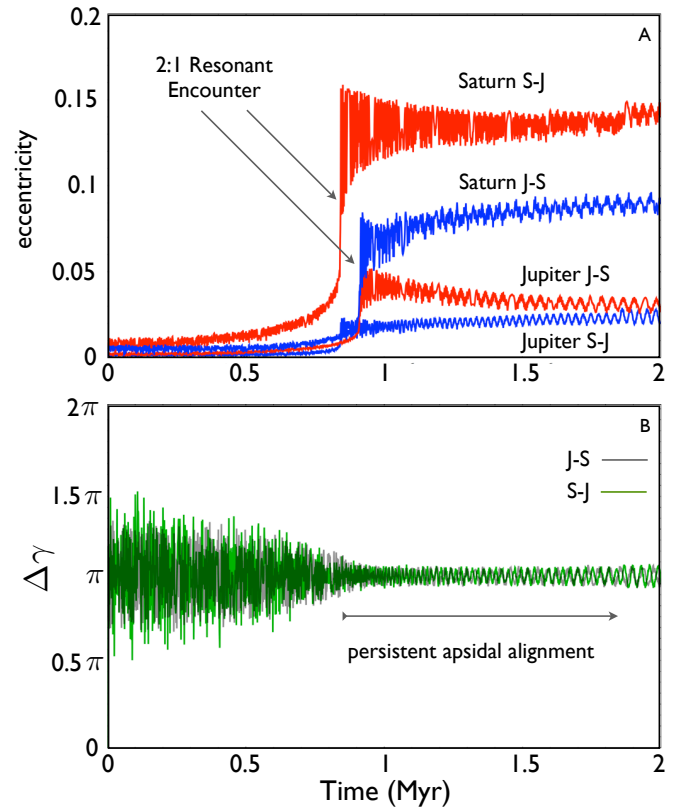 0.2
A
2:1 Resonant
Encounter
Saturn S-J
0.15
eccentricity
0.1
Saturn J-S
0.05
Jupiter J-S
Jupiter S-J
0
0
0.5
1
1.5
2
2π
B
J-S
S-J
1.5π
Δγ
π
0.5π
persistent apsidal alignment
0
0
0.5
1
1.5
2
Time (Myr)